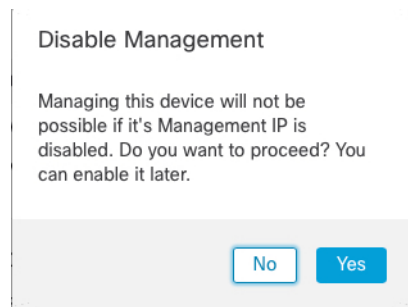 Disable Management
Managing this device will not be
possible if it's Management IP is
disabled. Do you want to proceed? You
can enable it later.
No
Yes